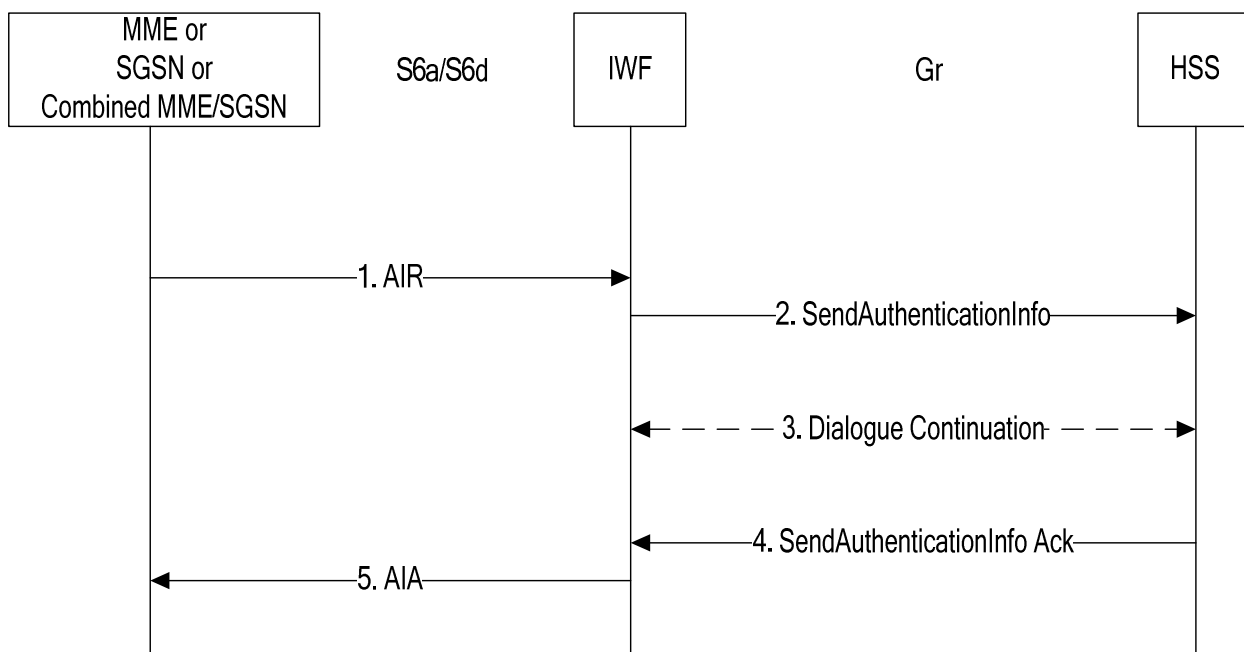 MME or
SGSN or
Combined MME/SGSN
S6a/S6d
IWF
Gr
HSS
1. AIR
2. SendAuthenticationInfo
3. Dialogue Continuation
4. SendAuthenticationInfo Ack
5. AIA